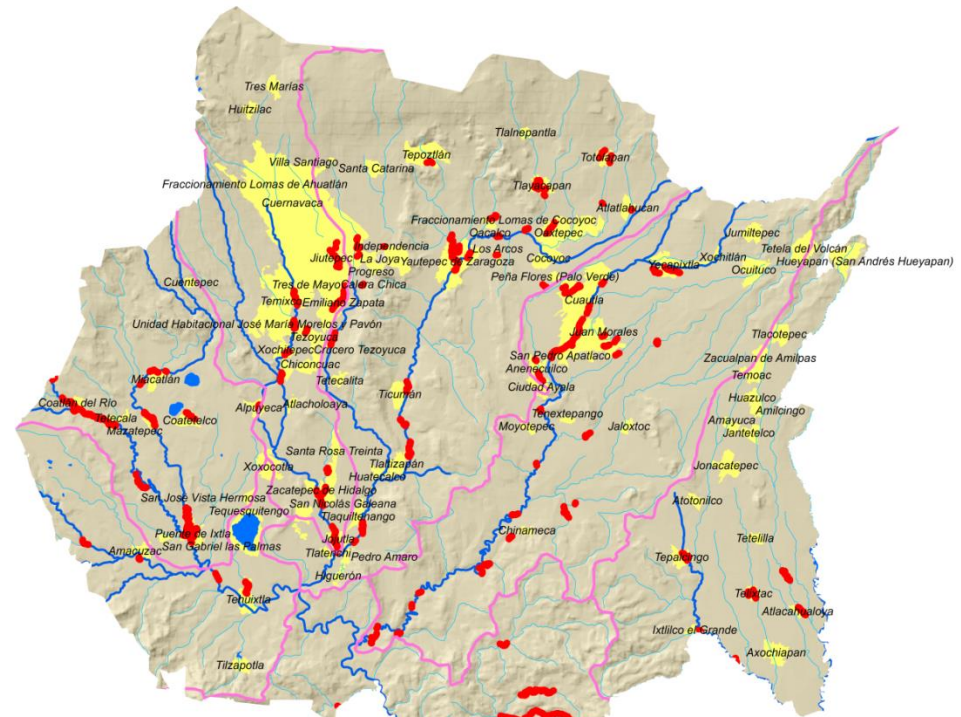 Tres Marías
Huitzilac
Tlalnepantla
Tepoztlán
Totolapan
Villa Santiago
Santa Catarina
Fraccionamiento Lomas de Ahuatlán
Tlayacapan
Cuernavaca
Atlatlahucan
Fraccionamiento Lomas de Cocoyoc
Oacalco
Oaxtepec
Jumiltepec
Independencia
Los Arcos
Tetela del Volcán
Jiutepec
La Joya
Yautepec de Zaragoza
Cocoyoc
Xochitlán
Hueyapan (San Andrés Hueyapan)
Yecapixtla
Ocuituco
Progreso
Peña Flores (Palo Verde)
Cuentepec
Tres de Mayo
Calera Chica
Temixco
Emiliano Zapata
Cuautla
Unidad Habitacional José María Morelos y Pavón
Juan Morales
Tlacotepec
Tezoyuca
Xochitepec
Crucero Tezoyuca
San Pedro Apatlaco
Zacualpan de Amilpas
Chiconcuac
Anenecuilco
Temoac
Miacatlán
Tetecalita
Ciudad Ayala
Ticumán
Huazulco
Coatlán del Río
Alpuyeca
Atlacholoaya
Tenextepango
Amilcingo
Tetecala
Coatetelco
Amayuca
Mazatepec
Moyotepec
Jaloxtoc
Jantetelco
Santa Rosa Treinta
Xoxocotla
Tlaltizapán
Jonacatepec
Huatecalco
Zacatepec de Hidalgo
San José Vista Hermosa
Atotonilco
San Nicolás Galeana
Tequesquitengo
Tlaquiltenango
Puente de Ixtla
Chinameca
Jojutla
Tetelilla
San Gabriel las Palmas
Amacuzac
Tlatenchi
Pedro Amaro
Tepalcingo
Higuerón
Telixtac
Tehuixtla
Atlacahualoya
Ixtlilco el Grande
Axochiapan
Tilzapotla